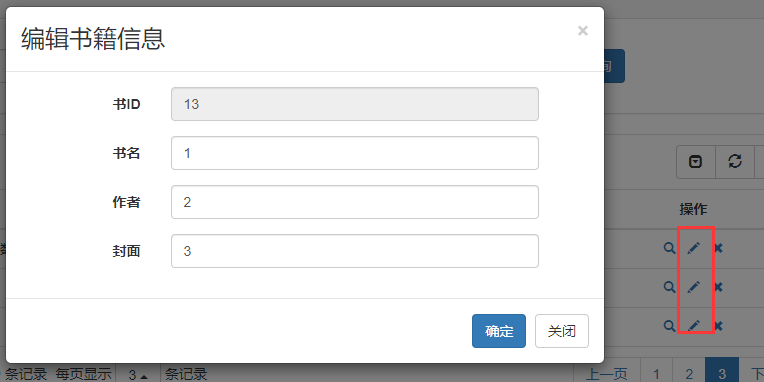 编辑书籍信息 ×
书ID 13
书名 1
作者 2
封面 3
确定 关闭
操作
条记录 每页显示 3 条记录
上一页 1 2 3 下